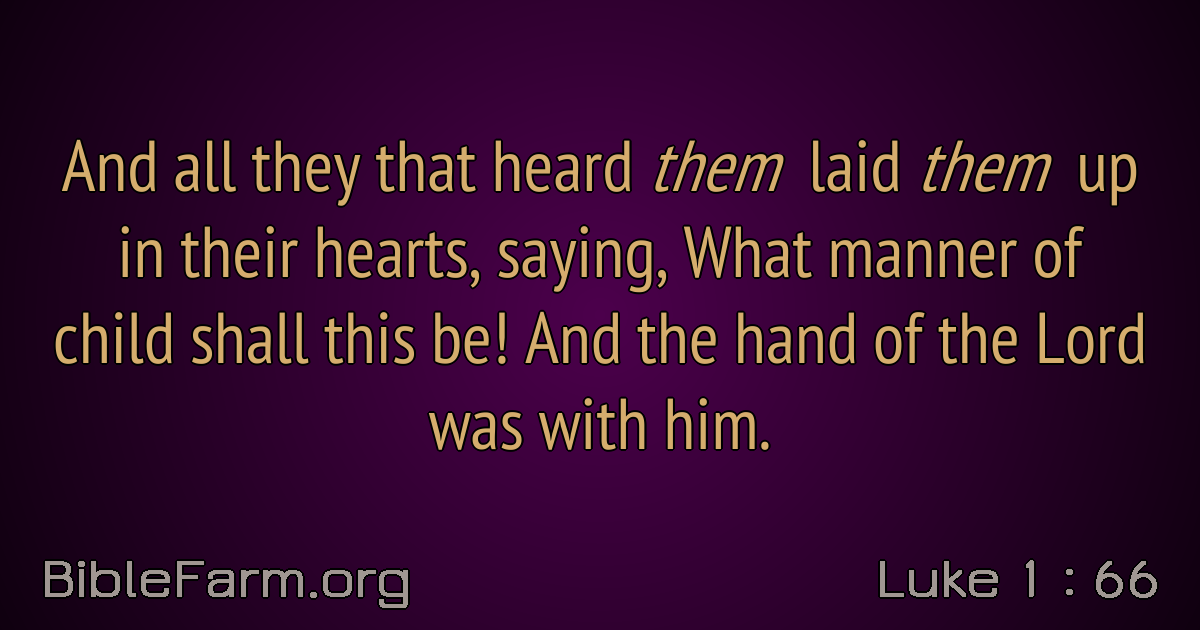 And all they that heard them laid them up
in their hearts, saying, What manner of
child shall this be! And the hand of the Lord
was with him.
BibleFarm.org
Luke 1 : 66